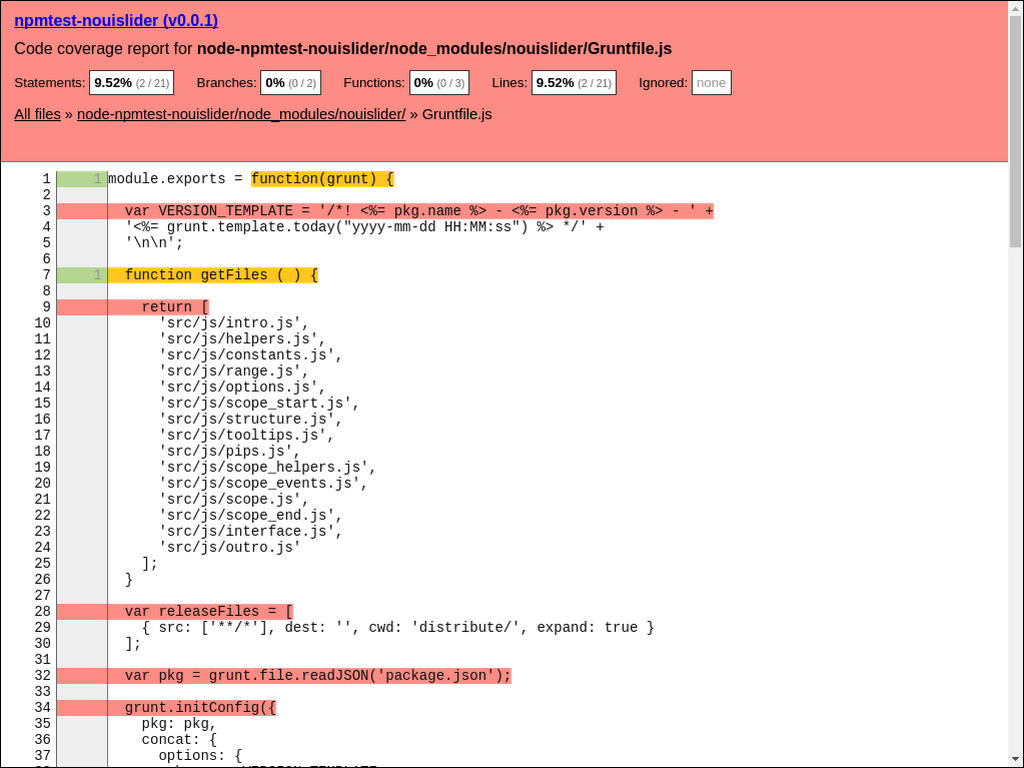 npmtest-nouislider (v0.0.1)
Code coverage report for node-npmtest-nouislider/node_modules/nouislider/Gruntfile.js
Statements: 9.52% (2 / 21) Branches: 0% (0 / 2) Functions: 0% (0 / 3) Lines: 9.52% (2 / 21) Ignored: none
All files » node-npmtest-nouislider/node_modules/nouislider/ » Gruntfile.js
1 1 module.exports = function(grunt) {
2
3 var VERSION_TEMPLATE = '/*! <%= pkg.name %> - <%= pkg.version %> - ' +
4 '<%= grunt.template.today("yyyy-mm-dd HH:MM:ss") %> */' +
5 '\n\n';
6
7 1 function getFiles ( ) {
8
9 return [
10 'src/js/intro.js',
11 'src/js/helpers.js',
12 'src/js/constants.js',
13 'src/js/range.js',
14 'src/js/options.js',
15 'src/js/scope_start.js',
16 'src/js/structure.js',
17 'src/js/tooltips.js',
18 'src/js/pips.js',
19 'src/js/scope_helpers.js',
20 'src/js/scope_events.js',
21 'src/js/scope.js',
22 'src/js/scope_end.js',
23 'src/js/interface.js',
24 'src/js/outro.js'
25 ];
26 }
27
28 var releaseFiles = [
29 { src: ['**/*'], dest: '', cwd: 'distribute/', expand: true }
30 ];
31
32 var pkg = grunt.file.readJSON('package.json');
33
34 grunt.initConfig({
35 pkg: pkg,
36 concat: {
37 options: {